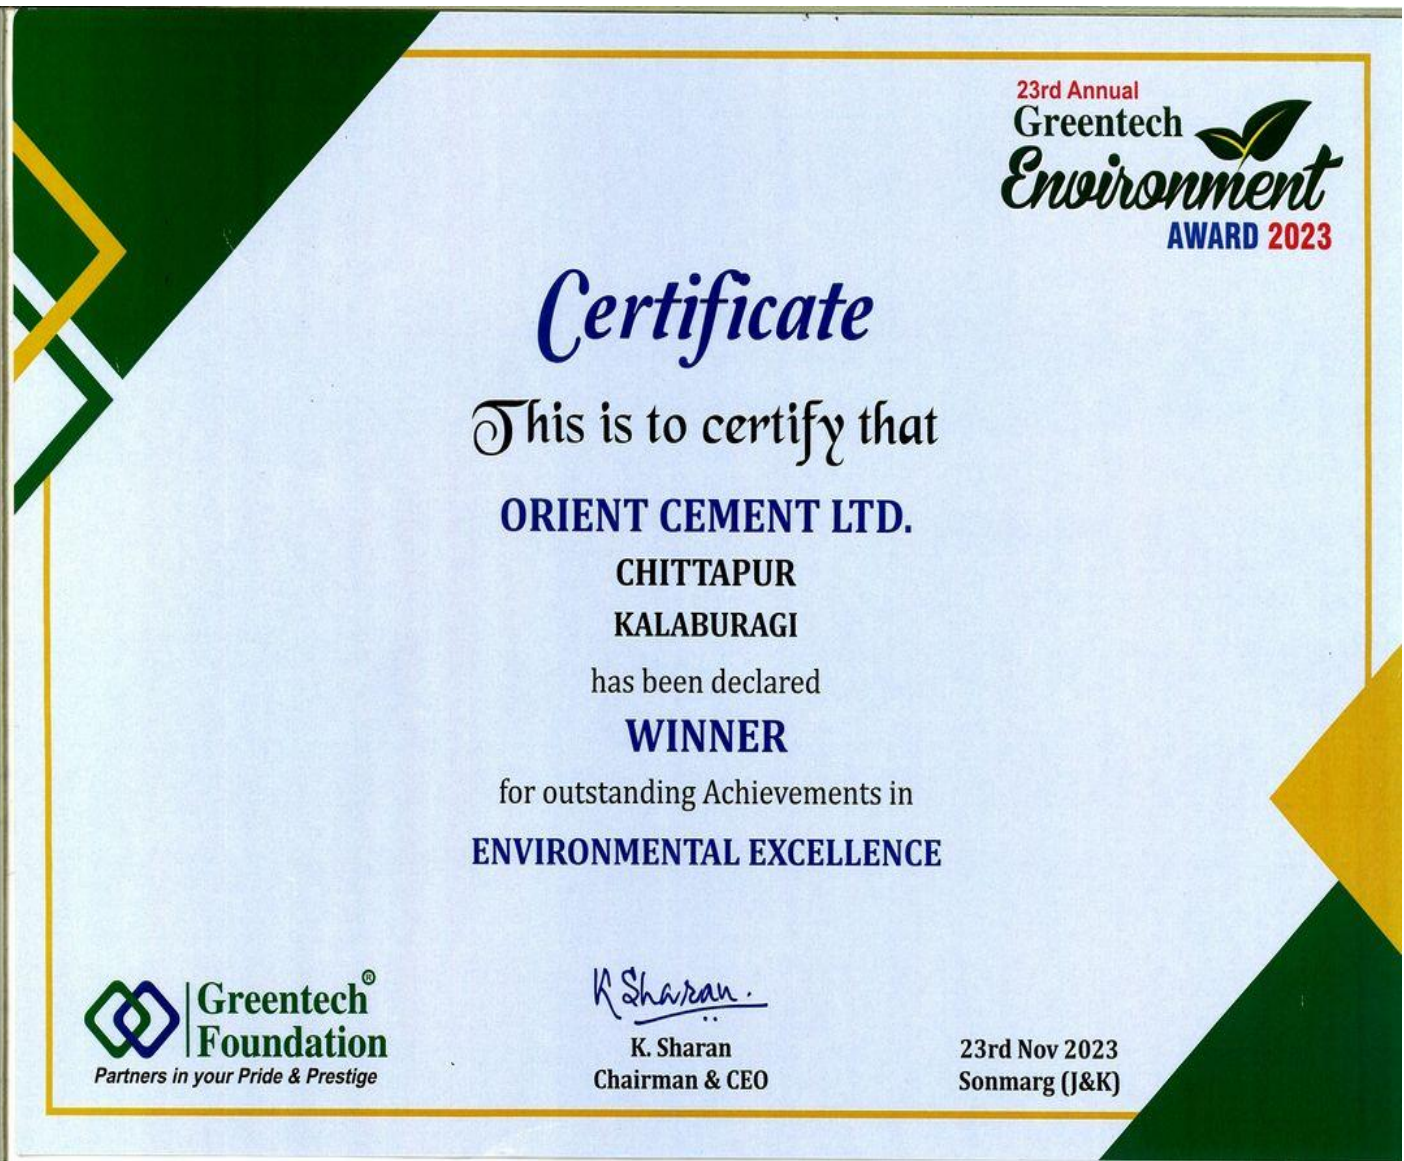 23rd Annual
Greentech
Environment
AWARD 2023
Certificate
This is to certify that
ORIENT CEMENT LTD.
CHITTAPUR
KALABURAGI
has been declared
WINNER
for outstanding Achievements in
ENVIRONMENTAL EXCELLENCE
Greentech®
Foundation
Partners in your Pride & Prestige
K Sharan.
K. Sharan
Chairman & CEO
23rd Nov 2023
Sonmarg (J&K)